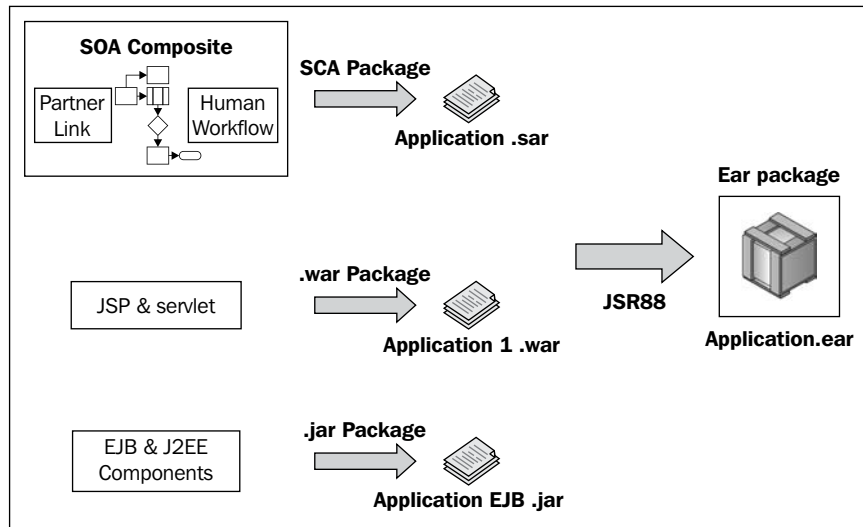 SOA Composite
Partner
Link
Human
Workflow
SCA Package
Application .sar
JSP & servlet
.war Package
Application 1 .war
EJB & J2EE
Components
.jar Package
Application EJB .jar
JSR88
Ear package
Application.ear